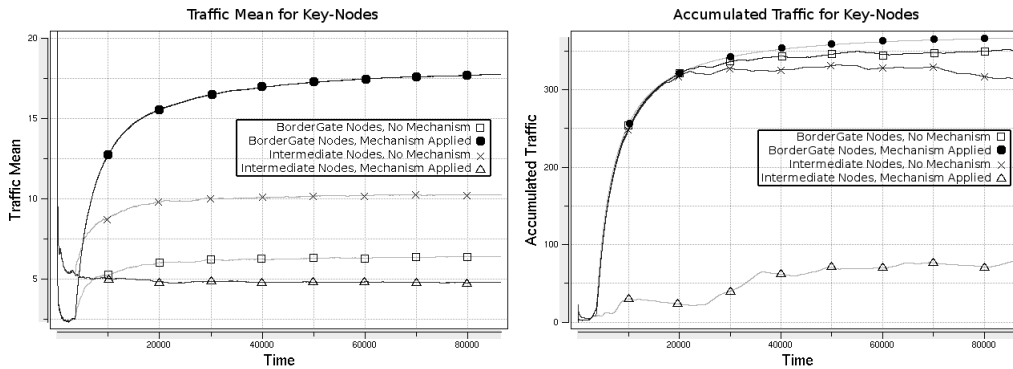 Traffic Mean for Key-Nodes
Traffic Mean
20
15
10
5
BorderGate Nodes, No Mechanism
BorderGate Nodes, Mechanism Applied
Intermediate Nodes, No Mechanism
Intermediate Nodes, Mechanism Applied
20000 40000 60000 80000
Time
Accumulated Traffic for Key-Nodes
Accumulated Traffic
300
200
100
0
BorderGate Nodes, No Mechanism
BorderGate Nodes, Mechanism Applied
Intermediate Nodes, No Mechanism
Intermediate Nodes, Mechanism Applied
20000 40000 60000 80000
Time